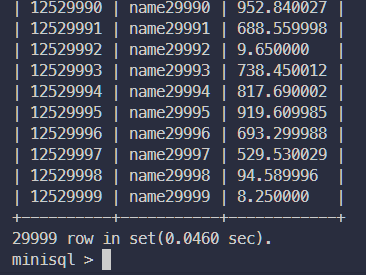 | 12529990 | name29990 | 952.840027 |
| 12529991 | name29991 | 688.559998 |
| 12529992 | name29992 | 9.650000 |
| 12529993 | name29993 | 738.450012 |
| 12529994 | name29994 | 817.690002 |
| 12529995 | name29995 | 919.609985 |
| 12529996 | name29996 | 693.299988 |
| 12529997 | name29997 | 529.530029 |
| 12529998 | name29998 | 94.589996 |
| 12529999 | name29999 | 8.250000 |
+----------+-----------+------------+
29999 row in set(0.0460 sec).
minisql >